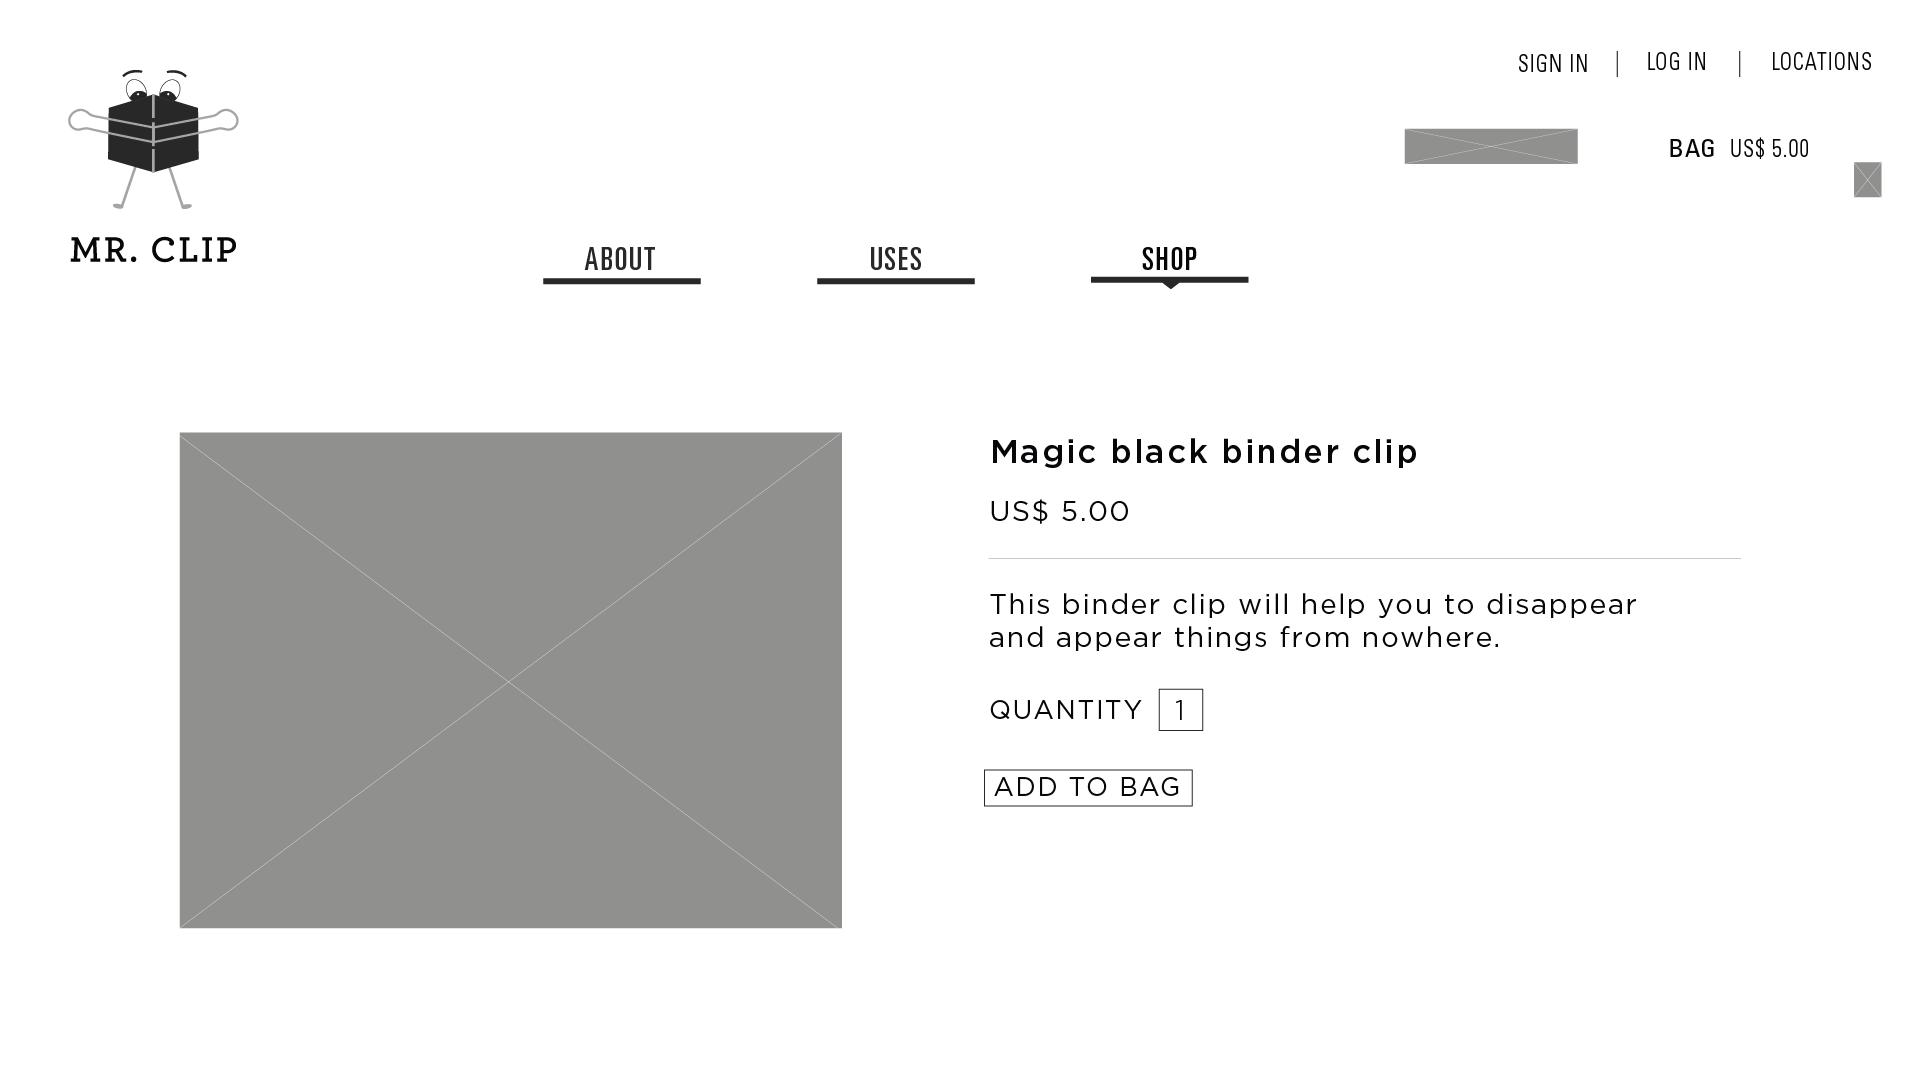 SIGN IN | LOG IN | LOCATIONS
BAG US$ 5.00
MR. CLIP
ABOUT USES SHOP
Magic black binder clip
US$ 5.00
This binder clip will help you to disappear
and appear things from nowhere.
QUANTITY 1
ADD TO BAG